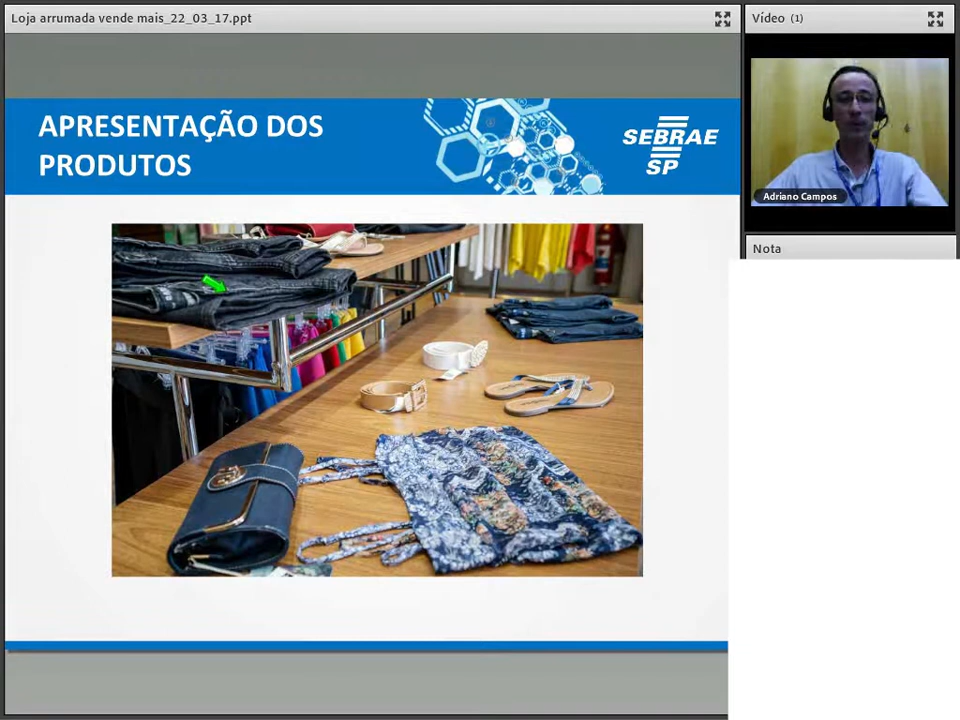 Loja arrumada vende mais_22_03_17.ppt
Vídeo (1)
APRESENTAÇÃO DOS
PRODUTOS
SEBRAE
SP
Adriano Campos
Nota